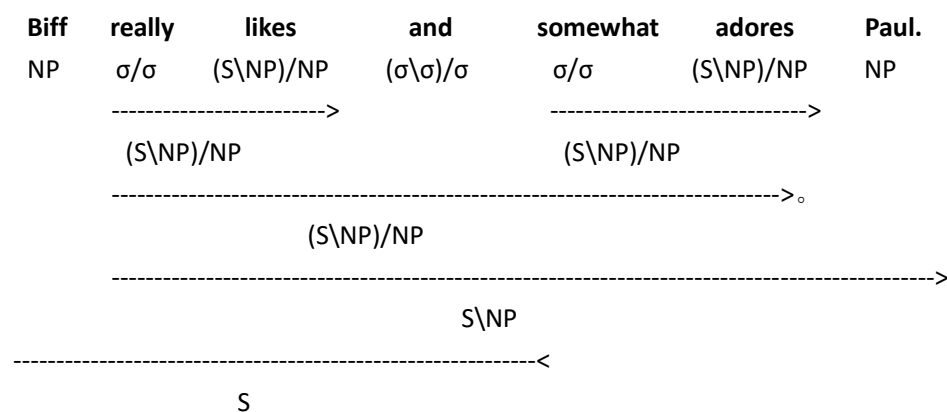 Biff really likes and somewhat adores Paul.
NP σ/σ (S\NP)/NP (σ\σ)/σ σ/σ (S\NP)/NP NP
-------------------------> ------------------------------>
(S\NP)/NP (S\NP)/NP
------------------------------------------------------------------------------>。
(S\NP)/NP
------------------------------------------------------------------------------------------------>
S\NP
-------------------------------------------------------------<
S